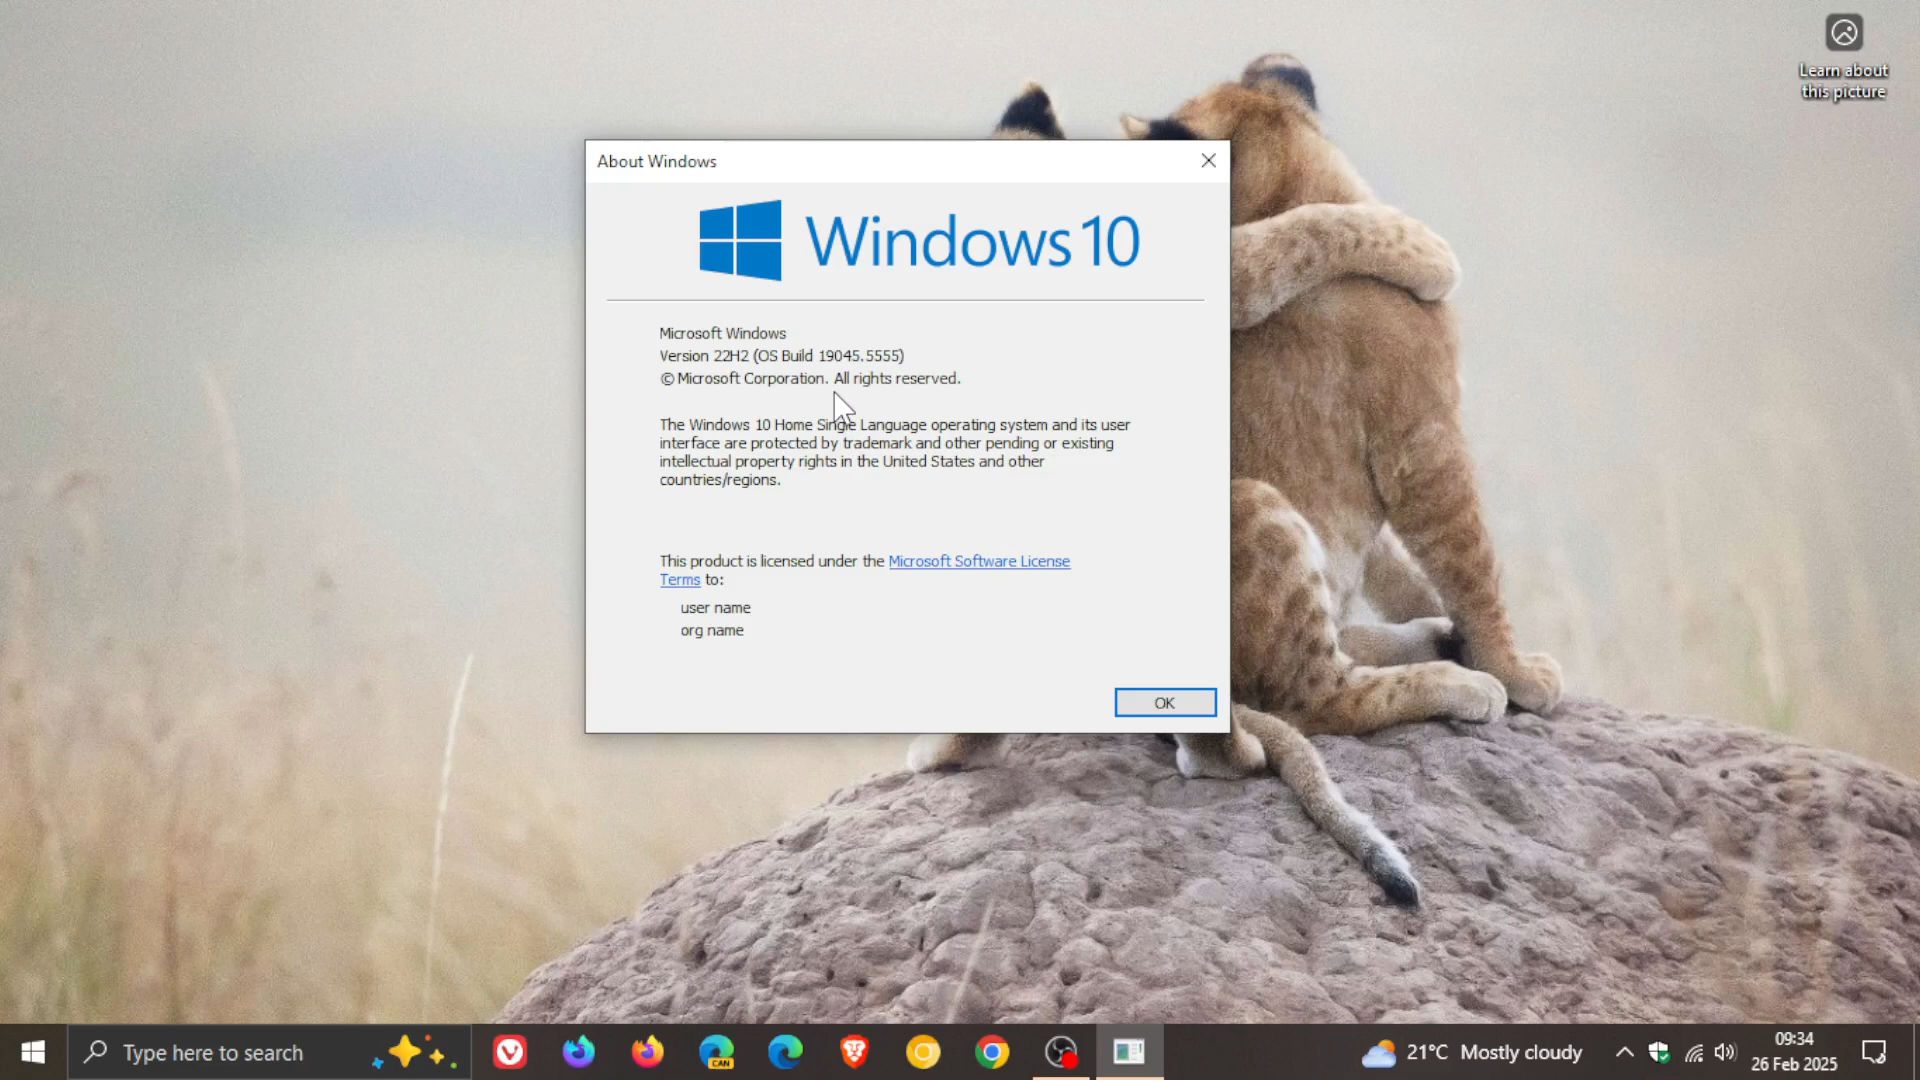 Learn about
this picture
About Windows
Windows 10
Microsoft Windows
Version 22H2 (OS Build 19045.5555)
© Microsoft Corporation. All rights reserved.
The Windows 10 Home Single Language operating system and its user
interface are protected by trademark and other pending or existing
intellectual property rights in the United States and other
countries/regions.
This product is licensed under the Microsoft Software License
Terms to:
user name
org name
OK
Type here to search
CAN
21°C Mostly cloudy
09:34
26 Feb 2025